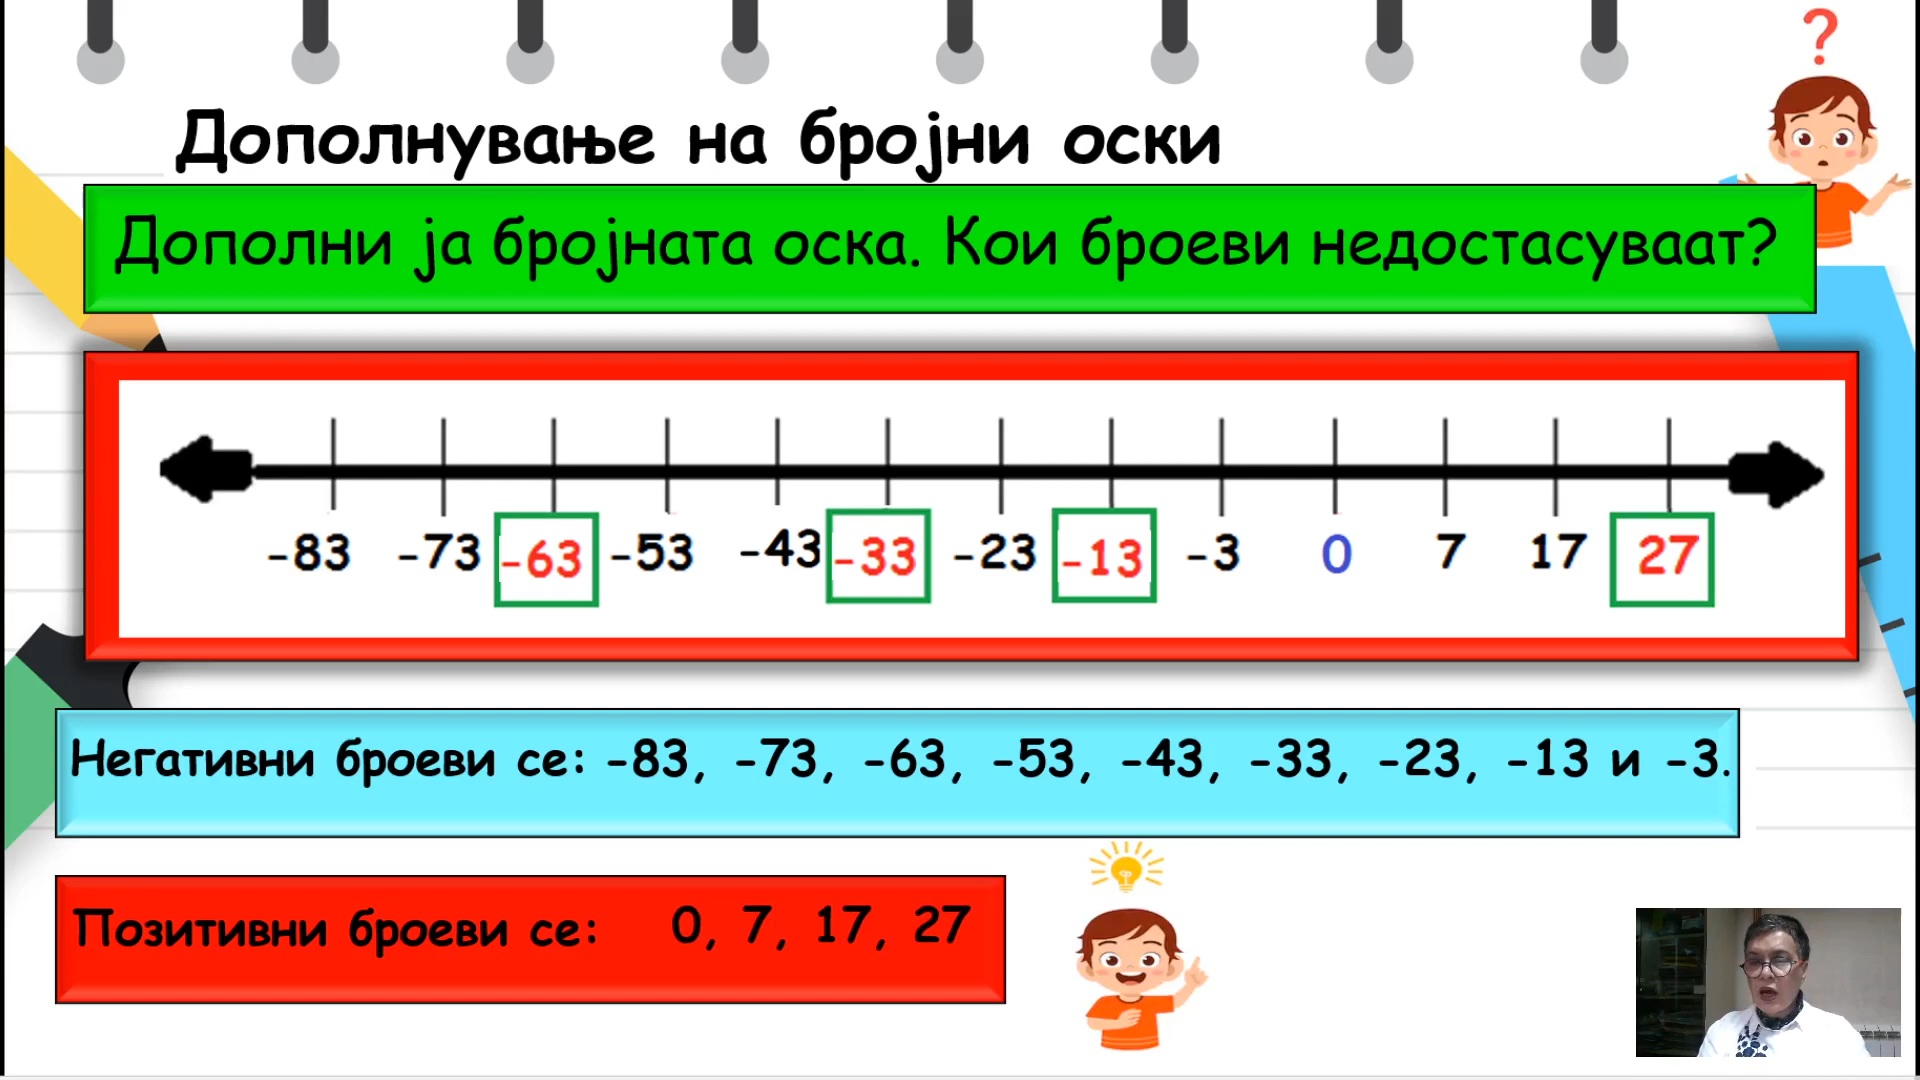 ?
Дополнување на бројни оски
Дополни ја бројната оска. Кои броеви недостасуваат?
-83 -73 -63 -53 -43 -33 -23 -13 -3 0 7 17 27
Негативни броеви се: -83, -73, -63, -53, -43, -33, -23, -13 и -3.
Позитивни броеви се: 0, 7, 17, 27